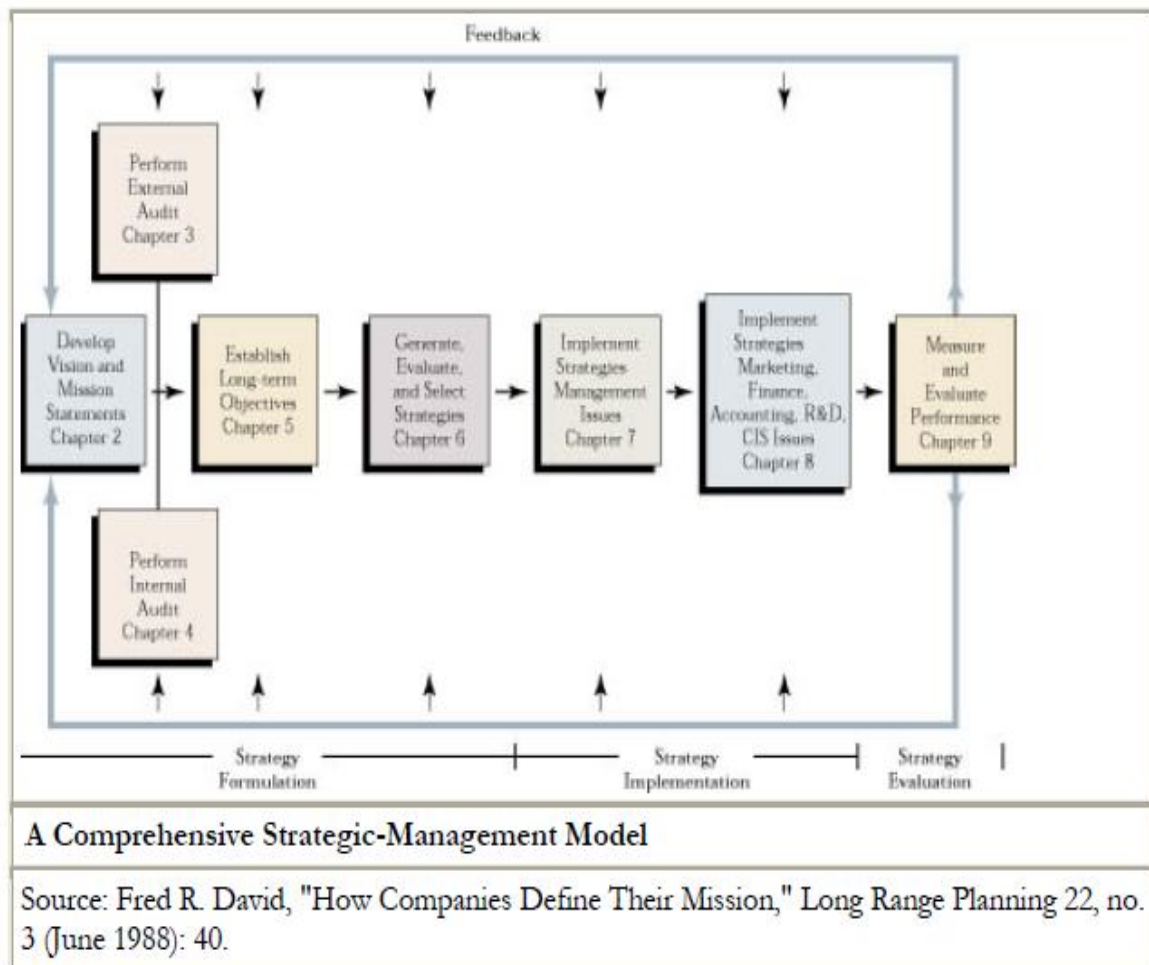 Feedback
Perform
External
Audit
Chapter 3
Develop
Vision and
Mission
Statements
Chapter 2
Establish
Long-term
Objectives
Chapter 5
Generate,
Evaluate,
and Select
Strategies
Chapter 6
Implement
Strategies
Management
Issues
Chapter 7
Implement
Strategies
Marketing,
Finance,
Accounting, R&D,
CIS Issues
Chapter 8
Measure
and
Evaluate
Performance
Chapter 9
Perform
Internal
Audit
Chapter 4
Strategy
Formulation
Strategy
Implementation
Strategy
Evaluation
A Comprehensive Strategic-Management Model
Source: Fred R. David, "How Companies Define Their Mission," Long Range Planning 22, no.
3 (June 1988): 40.